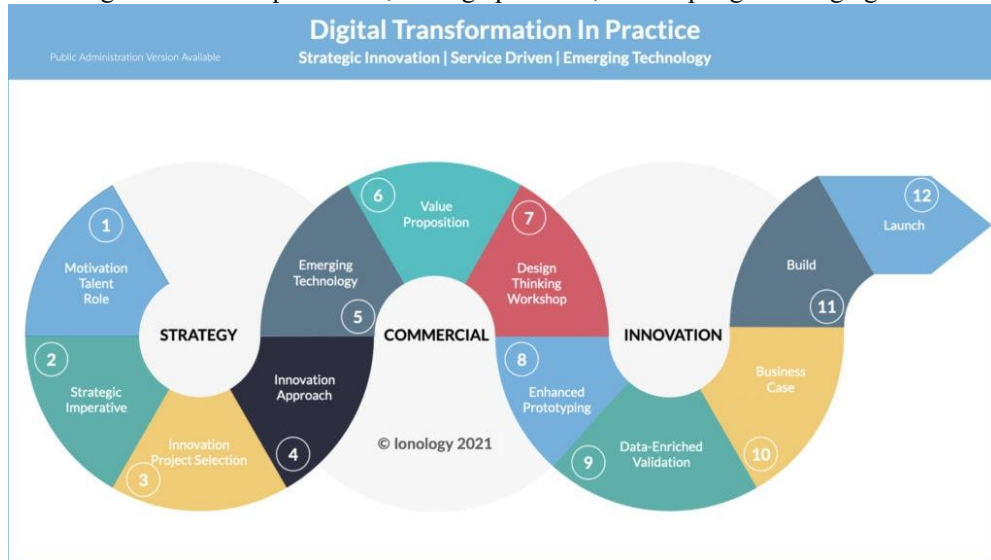 Digital Transformation In Practice
Public Administration Version Available
Strategic Innovation | Service Driven | Emerging Technology
1
Motivation
Talent
Role
2
Strategic
Imperative
3
Innovation
Project Selection
4
Innovation
Approach
5
Emerging
Technology
6
Value
Proposition
7
Design
Thinking
Workshop
8
Enhanced
Prototyping
9
Data-Enriched
Validation
10
Business
Case
11
Build
12
Launch
STRATEGY
COMMERCIAL
INNOVATION
© Ionology 2021